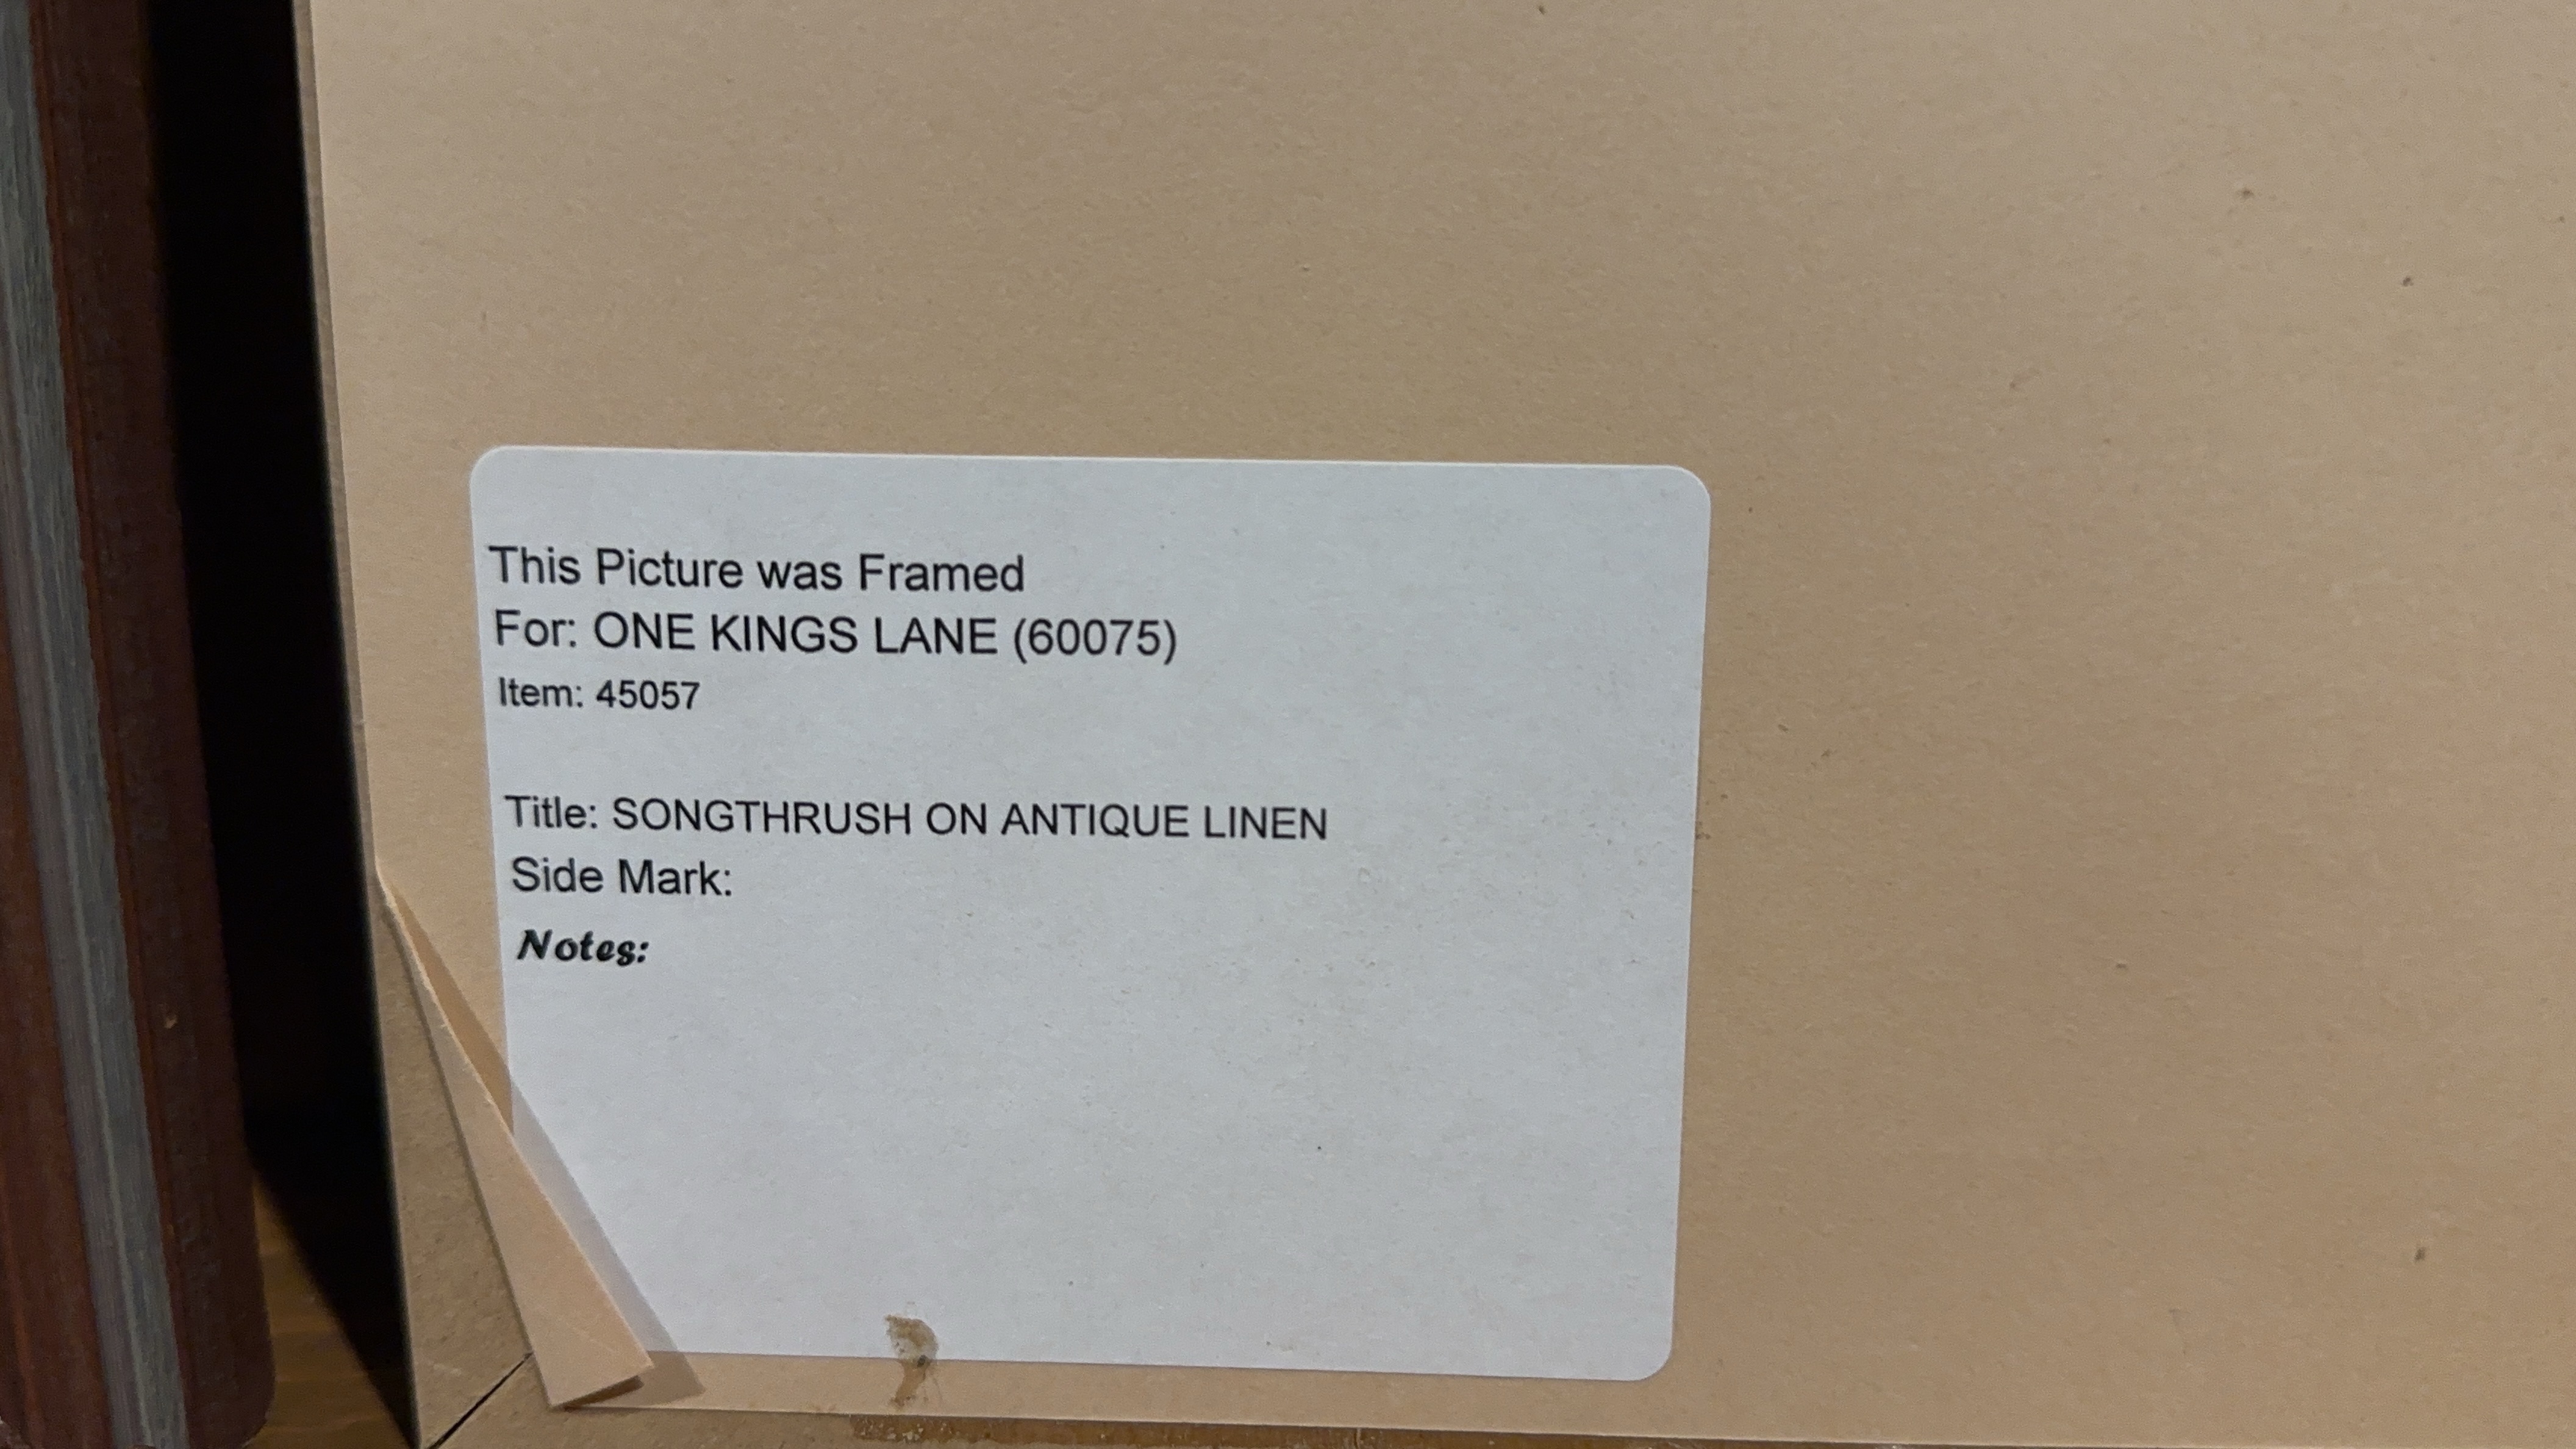 This Picture was Framed
For: ONE KINGS LANE (60075)
Item: 45057
Title: SONGTHRUSH ON ANTIQUE LINEN
Side Mark:
Notes: